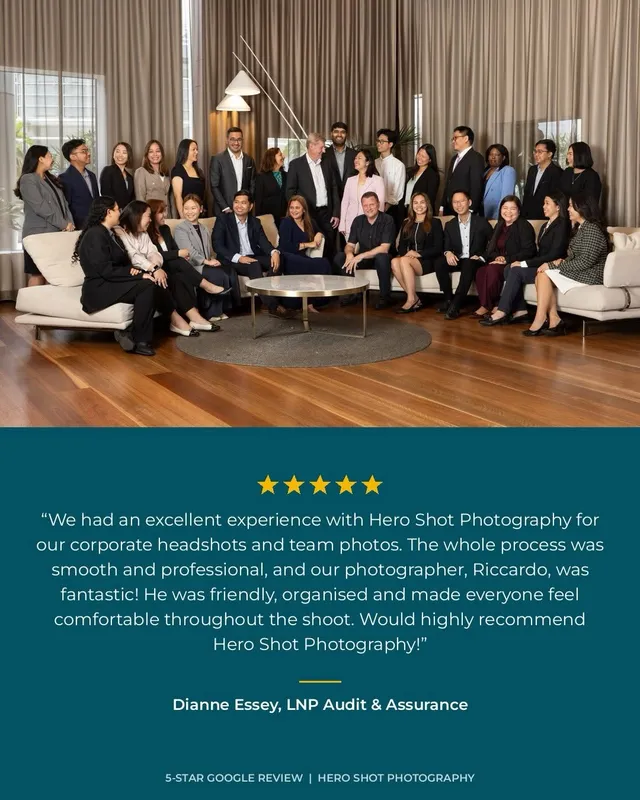 “We had an excellent experience with Hero Shot Photography for
our corporate headshots and team photos. The whole process was
smooth and professional, and our photographer, Riccardo, was
fantastic! He was friendly, organised and made everyone feel
comfortable throughout the shoot. Would highly recommend
Hero Shot Photography!”
Dianne Essey, LNP Audit & Assurance
5-STAR GOOGLE REVIEW | HERO SHOT PHOTOGRAPHY